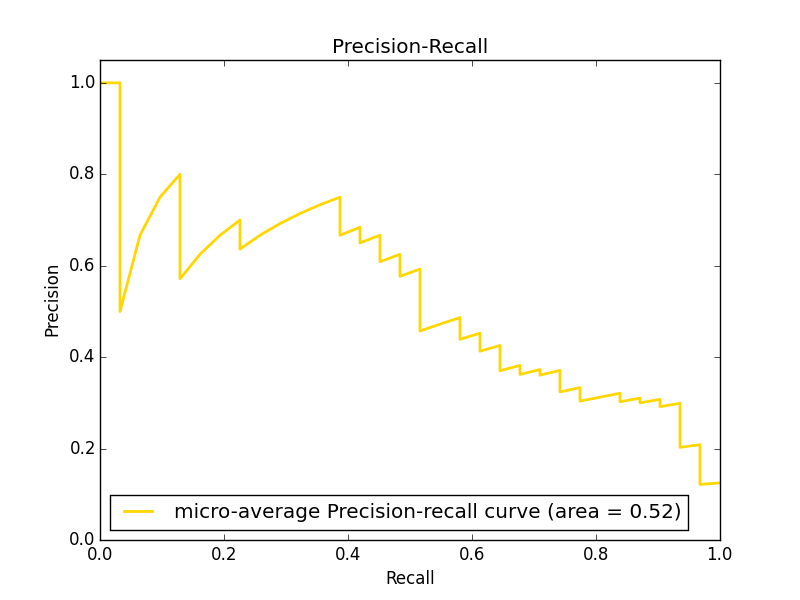 Precision-Recall
1.0
0.8
0.6
0.4
0.2
0.0
Precision
micro-average Precision-recall curve (area = 0.52)
0.0 0.2 0.4 0.6 0.8 1.0
Recall